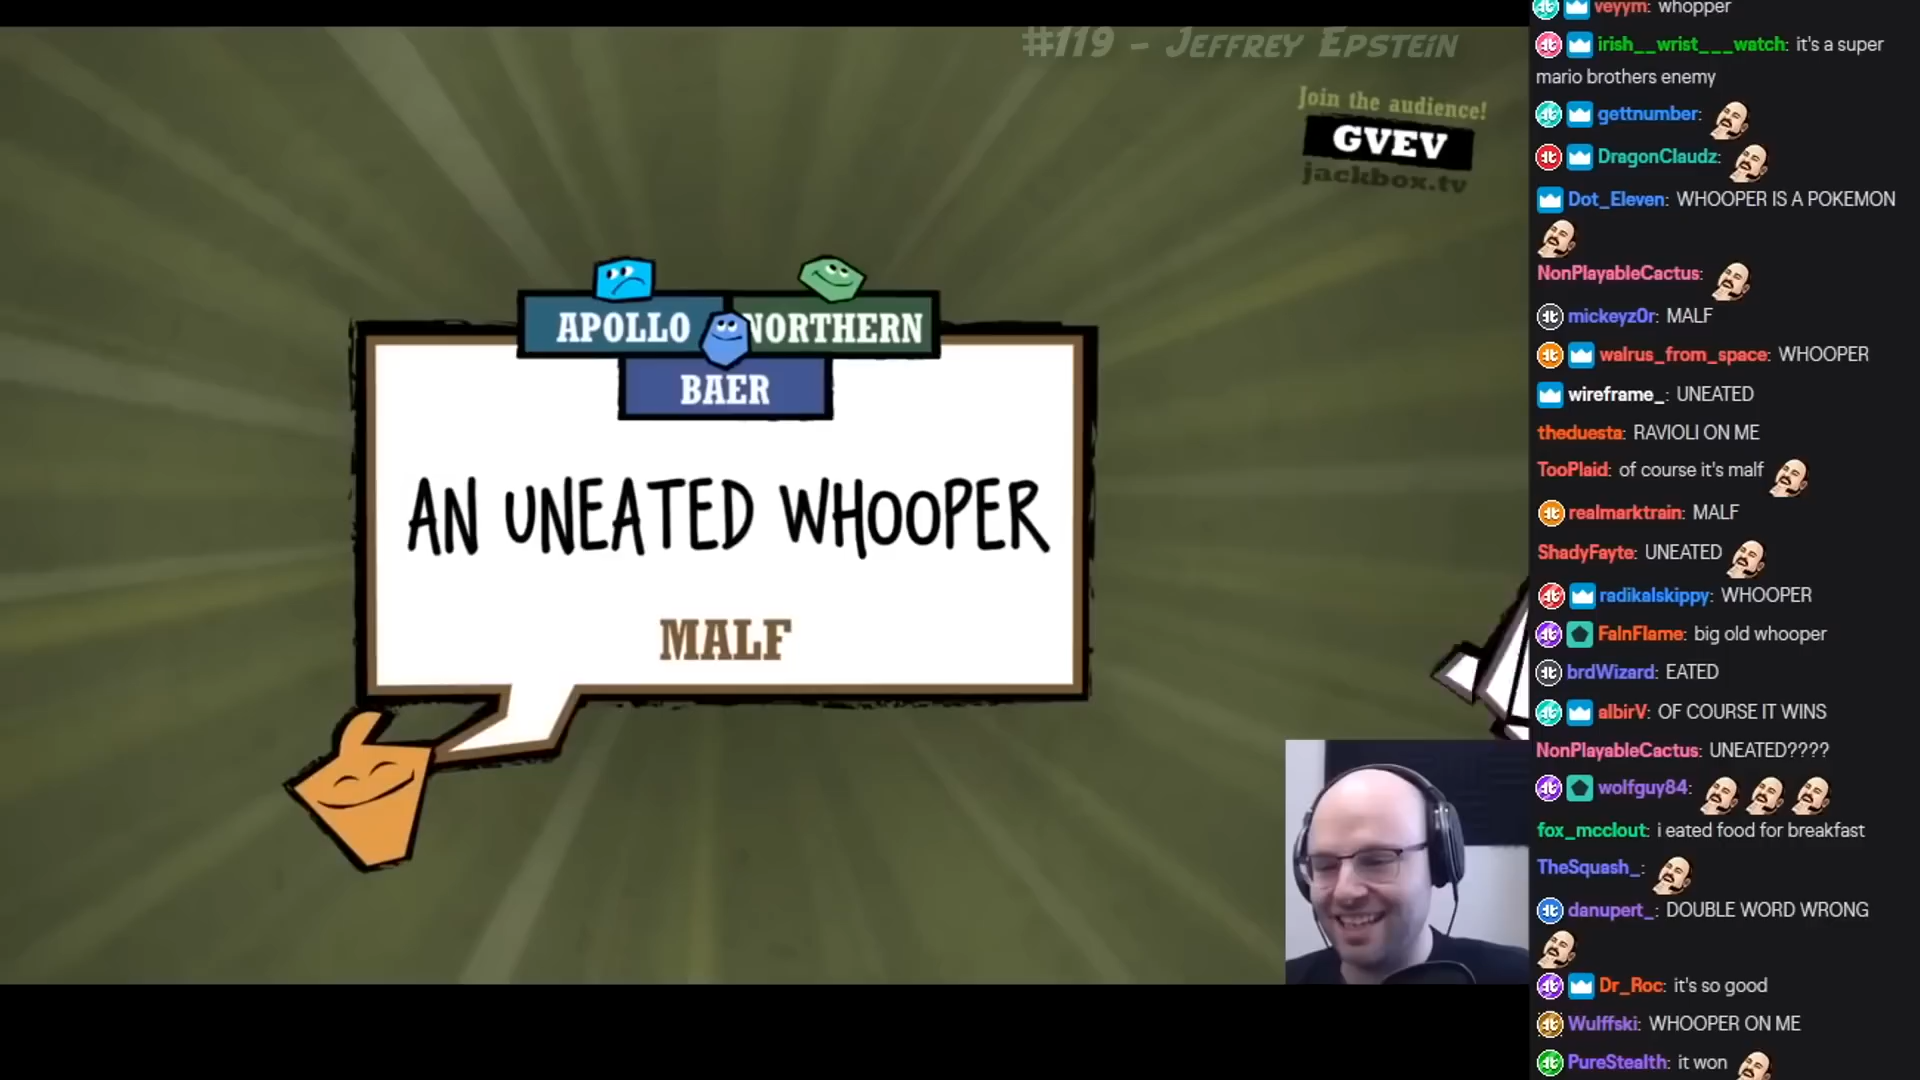 #119 - JEFFREY EPSTEIN
Join the audience!
GVEV
jackbox.tv
APOLLO
NORTHERN
BAER
AN UNEATED WHOOPER
MALF
veyym: whopper
irish__wrist___watch: it's a super
mario brothers enemy
gettnumber:
DragonClaudz:
Dot_Eleven: WHOOPER IS A POKEMON
NonPlayableCactus:
mickeyz0r: MALF
walrus_from_space: WHOOPER
wireframe_: UNEATED
theduesta: RAVIOLI ON ME
TooPlaid: of course it's malf
realmarktrain: MALF
ShadyFayte: UNEATED
radikalskippy: WHOOPER
FalnFlame: big old whooper
brdWizard: EATED
albirV: OF COURSE IT WINS
NonPlayableCactus: UNEATED????
wolfguy84:
fox_mcclout: i eated food for breakfast
TheSquash_:
danupert_: DOUBLE WORD WRONG
Dr_Roc: it's so good
Wulffski: WHOOPER ON ME
PureStealth: it won